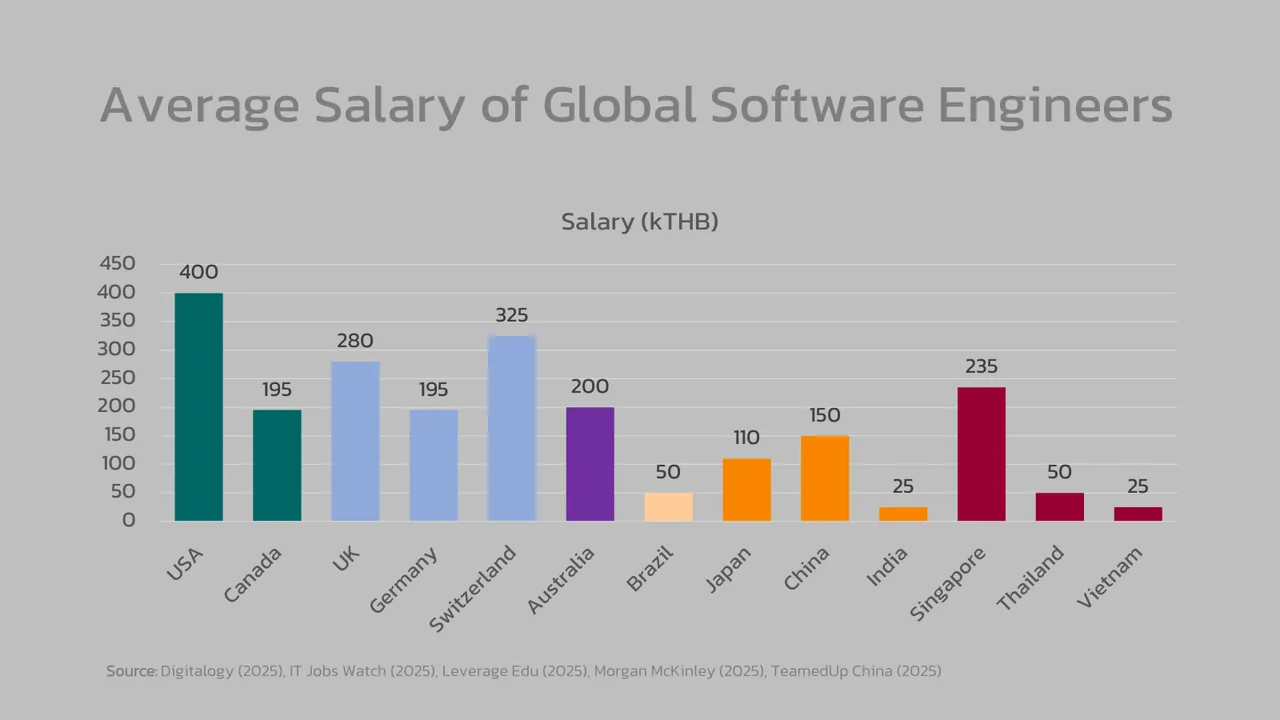 Average Salary of Global Software Engineers
Salary (kTHB)
450
400
350
300
250
200
150
100
50
0
400
195
280
195
325
200
50
110
150
25
235
50
25
USA
Canada
UK
Germany
Switzerland
Australia
Brazil
Japan
China
India
Singapore
Thailand
Vietnam
Source: Digitalogy (2025), IT Jobs Watch (2025), Leverage Edu (2025), Morgan McKinley (2025), TeamedUp China (2025)